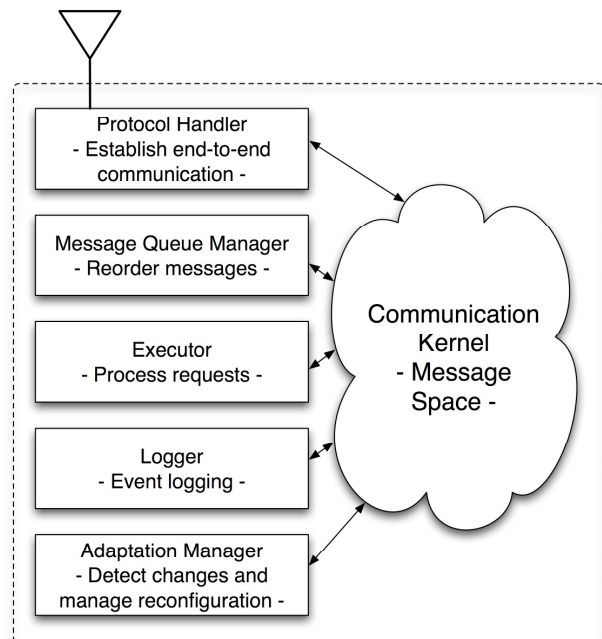 Protocol Handler
- Establish end-to-end
communication -
Message Queue Manager
- Reorder messages -
Executor
- Process requests -
Logger
- Event logging -
Adaptation Manager
- Detect changes and
manage reconfiguration -
Communication
Kernel
- Message
Space -